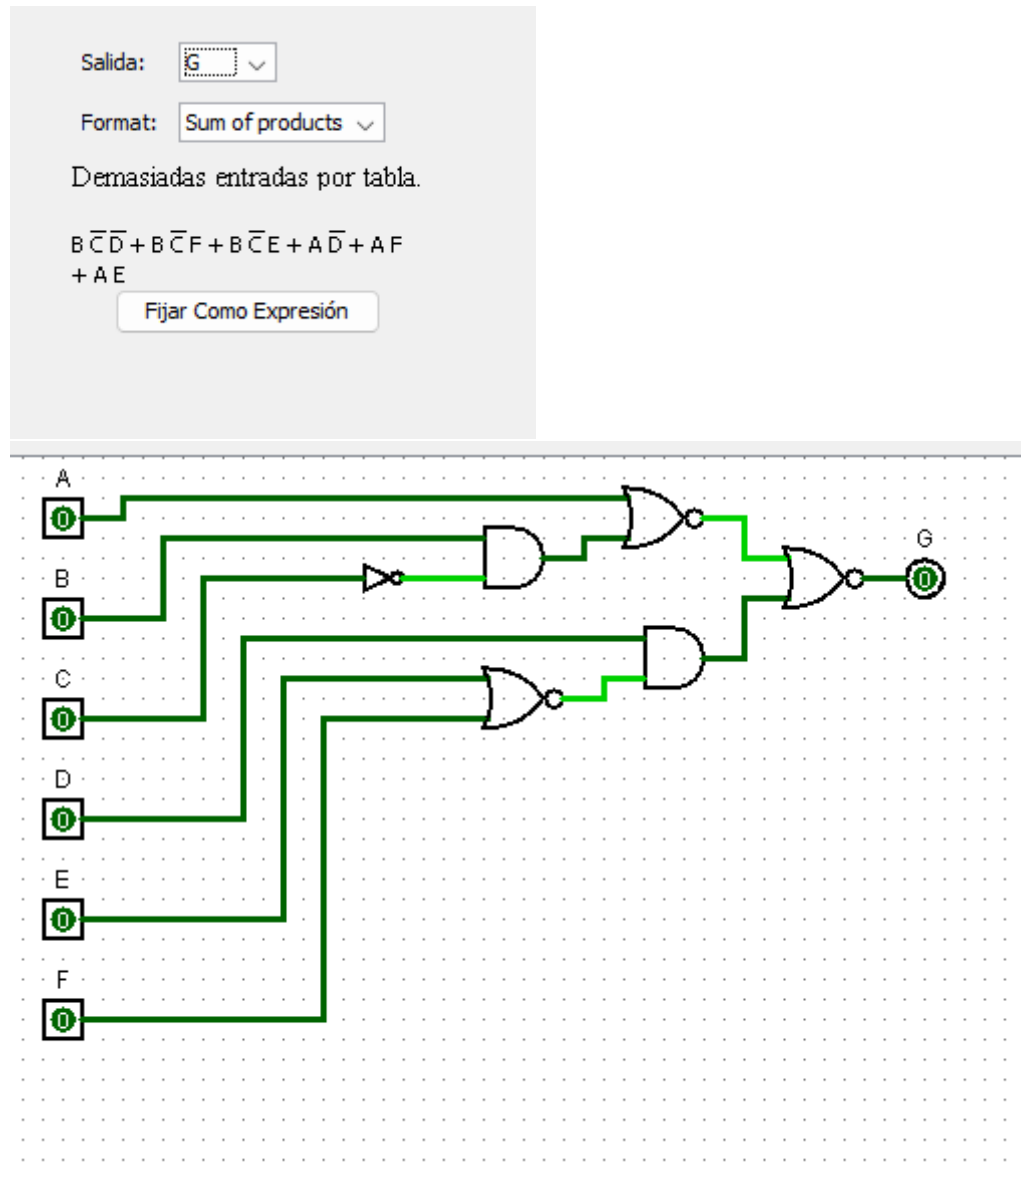 Salida: G
Format: Sum of products
Demasiadas entradas por tabla.
B C̅ D̅ + B C̅ F + B C̅ E + A D̅ + A F
+ A E
Fijar Como Expresión
A
0
B
0
C
0
D
0
E
0
F
0
G
0